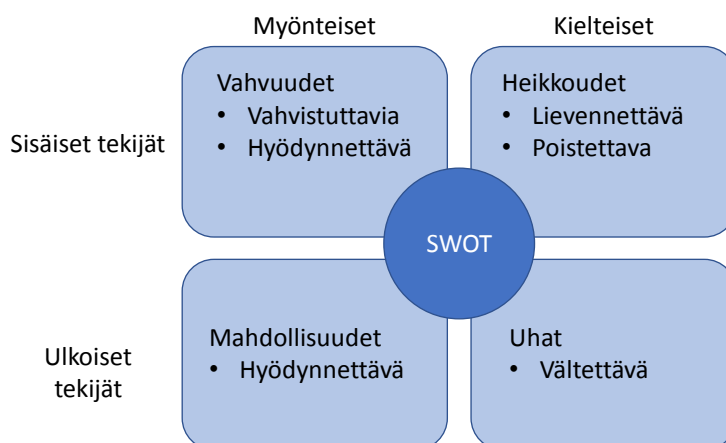 Myönteiset
Kielteiset
Sisäiset tekijät
Vahvuudet
• Vahvistuttavia
• Hyödynnettävä
Heikkoudet
• Lievennettävä
• Poistettava
SWOT
Ulkoiset
tekijät
Mahdollisuudet
• Hyödynnettävä
Uhat
• Vältettävä